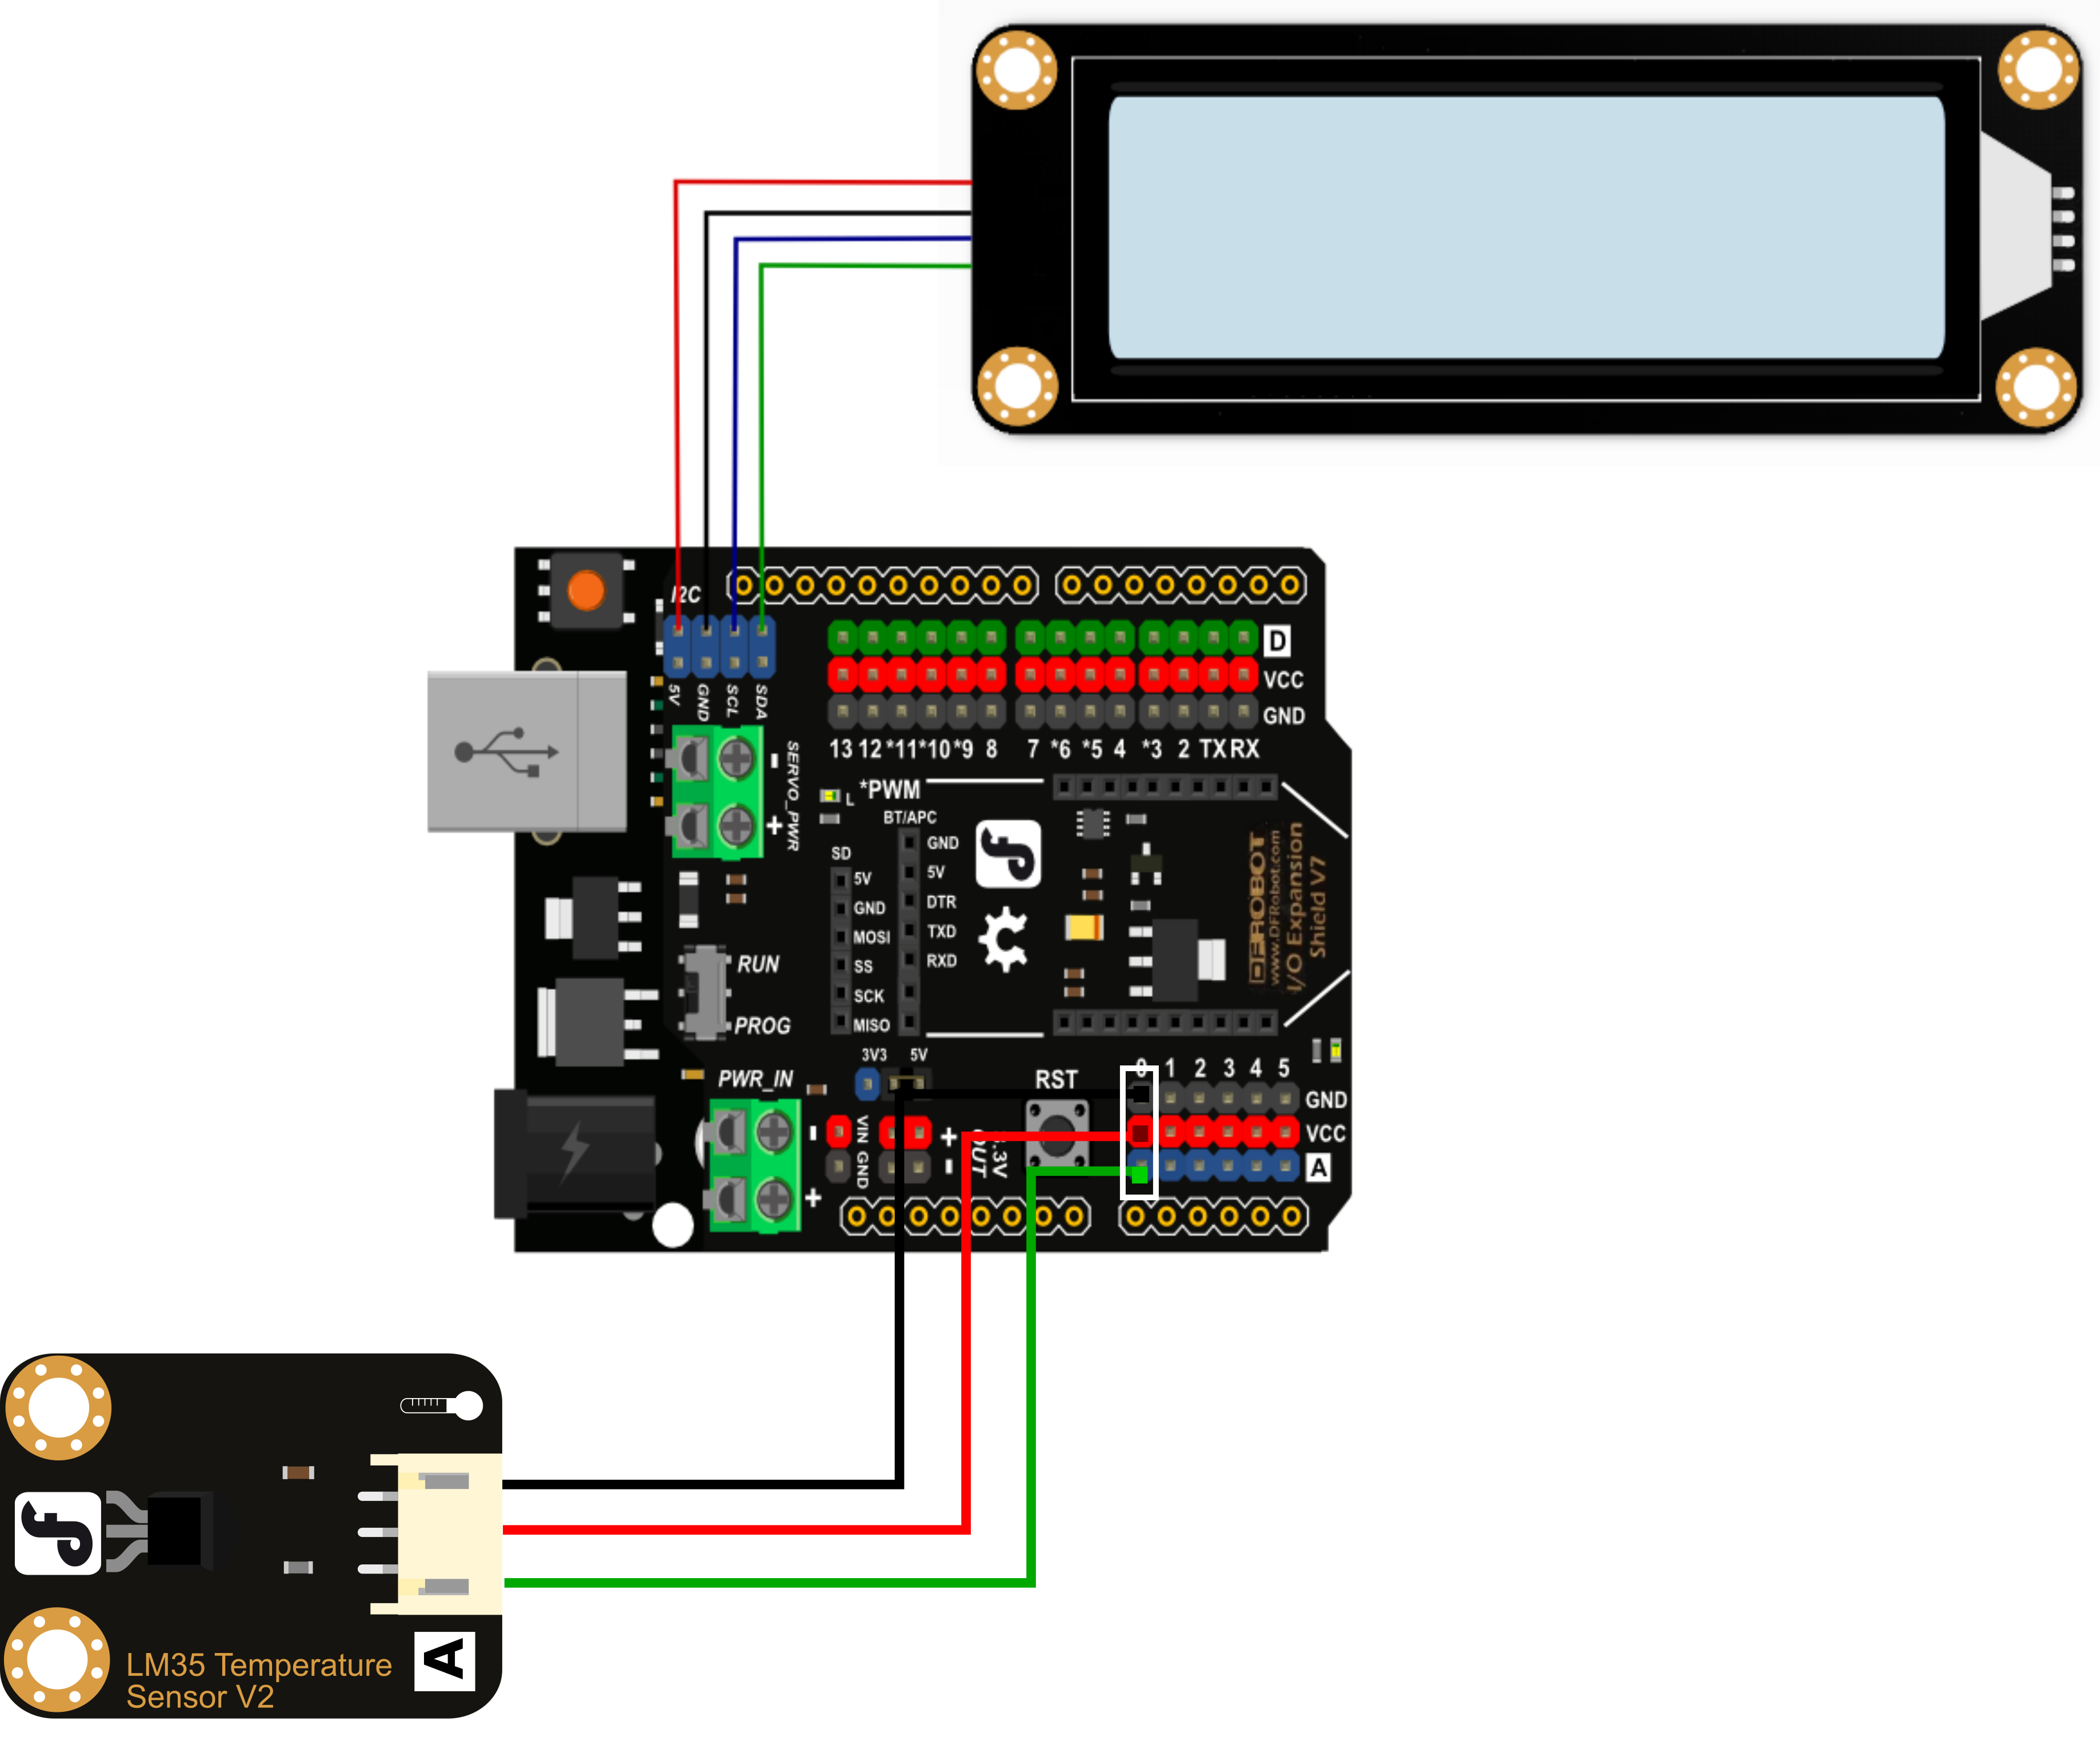 I2C
D
VCC
GND
5V
GND
SCL
SDA
13 12 *11 *10 *9 8 7 *6 *5 4 *3 2 TX RX
SERVO_PWR
-
+
L
*PWM
BT/APC
GND
5V
DTR
TXD
RXD
SD
5V
GND
MOSI
SS
SCK
MISO
DFROBOT
www.DFRobot.com
I/O Expansion
Shield V7
RUN
PROG
3V3 5V
PWR_IN
-
+
RST
0 1 2 3 4 5
GND
VCC
A
VIN GND
+
-
OUT
LM35 Temperature
Sensor V2
A